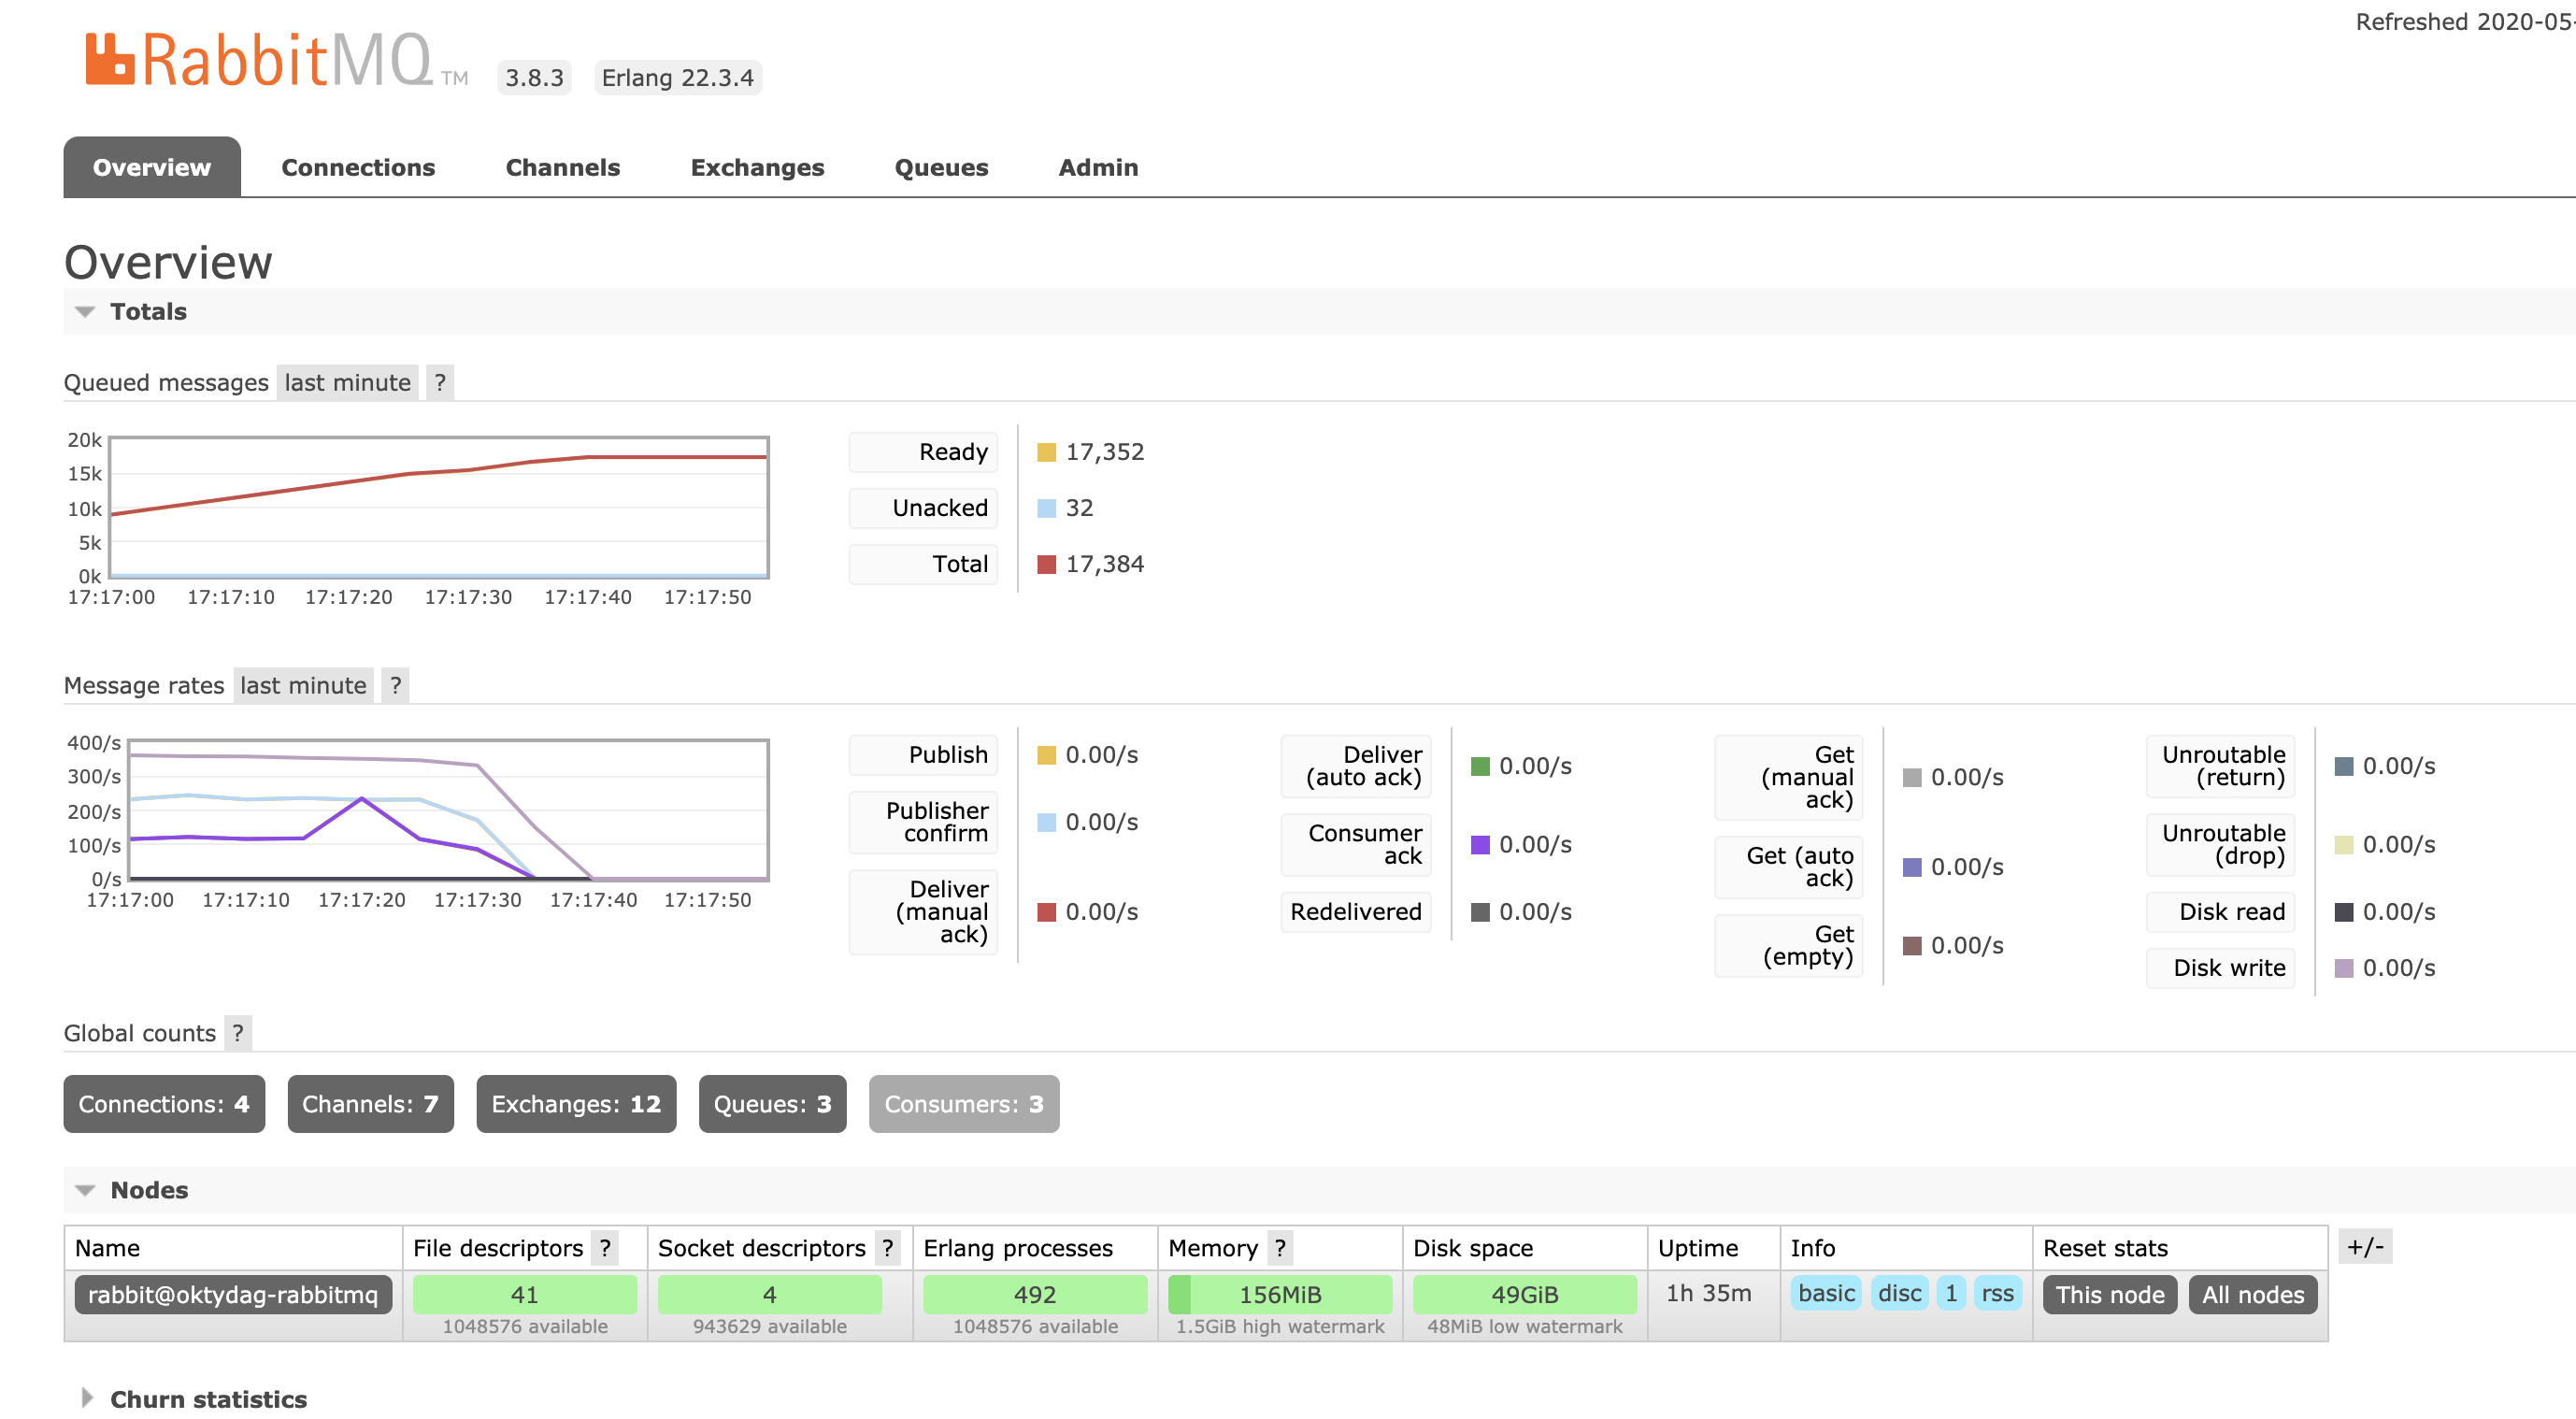 Refreshed 2020-05-
RabbitMQ TM 3.8.3 Erlang 22.3.4
Overview Connections Channels Exchanges Queues Admin
Overview
Totals
Queued messages last minute ?
20k
15k
10k
5k
0k
17:17:00 17:17:10 17:17:20 17:17:30 17:17:40 17:17:50
Ready 17,352
Unacked 32
Total 17,384
Message rates last minute ?
400/s
300/s
200/s
100/s
0/s
17:17:00 17:17:10 17:17:20 17:17:30 17:17:40 17:17:50
Publish 0.00/s
Publisher
confirm 0.00/s
Deliver
(manual
ack) 0.00/s
Deliver
(auto ack) 0.00/s
Consumer
ack 0.00/s
Redelivered 0.00/s
Get
(manual
ack) 0.00/s
Get (auto
ack) 0.00/s
Get
(empty) 0.00/s
Unroutable
(return) 0.00/s
Unroutable
(drop) 0.00/s
Disk read 0.00/s
Disk write 0.00/s
Global counts ?
Connections: 4 Channels: 7 Exchanges: 12 Queues: 3 Consumers: 3
Nodes
Name File descriptors ? Socket descriptors ? Erlang processes Memory ? Disk space Uptime Info Reset stats +/-
rabbit@oktydag-rabbitmq 41 4 492 156MiB 49GiB 1h 35m basic disc 1 rss This node All nodes
1048576 available 943629 available 1048576 available 1.5GiB high watermark 48MiB low watermark
Churn statistics